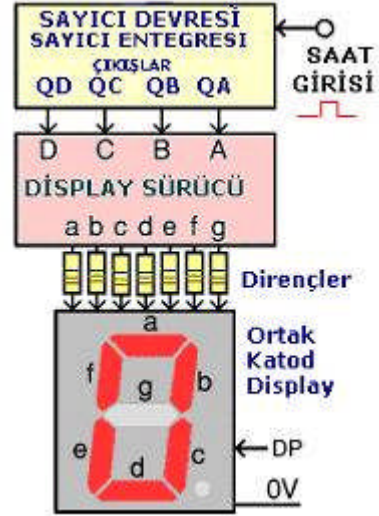 SAYICI DEVRESİ
SAYICI ENTEGRESI
ÇIKIŞLAR
QD QC QB QA
SAAT
GİRİSİ
D C B A
DİSPLAY SÜRÜCÜ
a b c d e f g
Dirençler
a
f
g
b
e
d
c
Ortak
Katod
Display
DP
0V